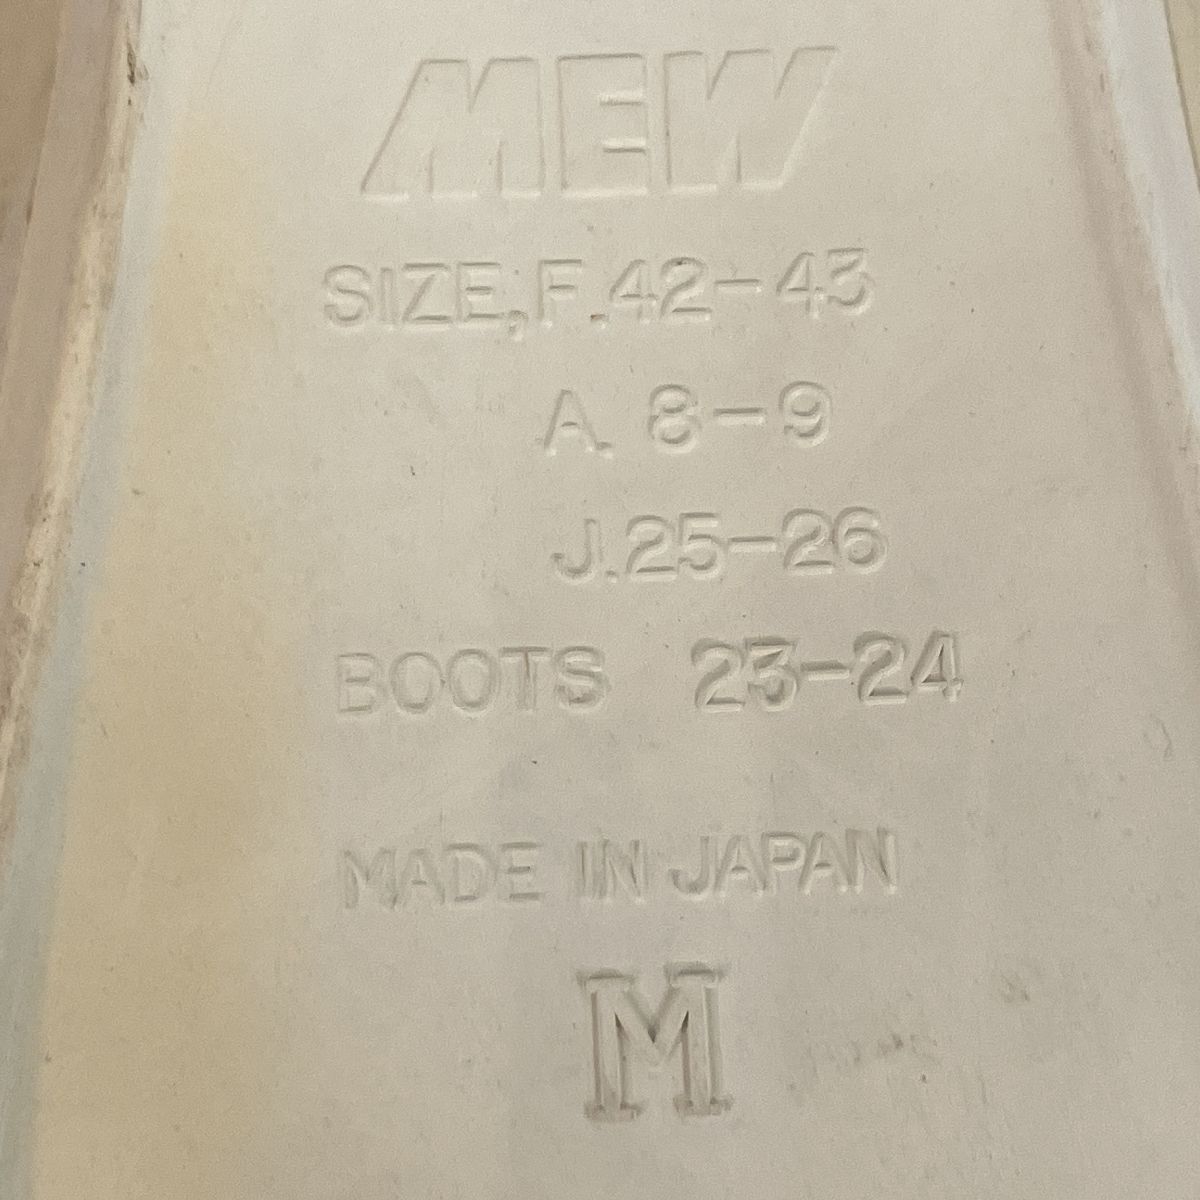 MEW
SIZE,F.42-43
A. 8-9
J.25-26
BOOTS 23-24
MADE IN JAPAN
M